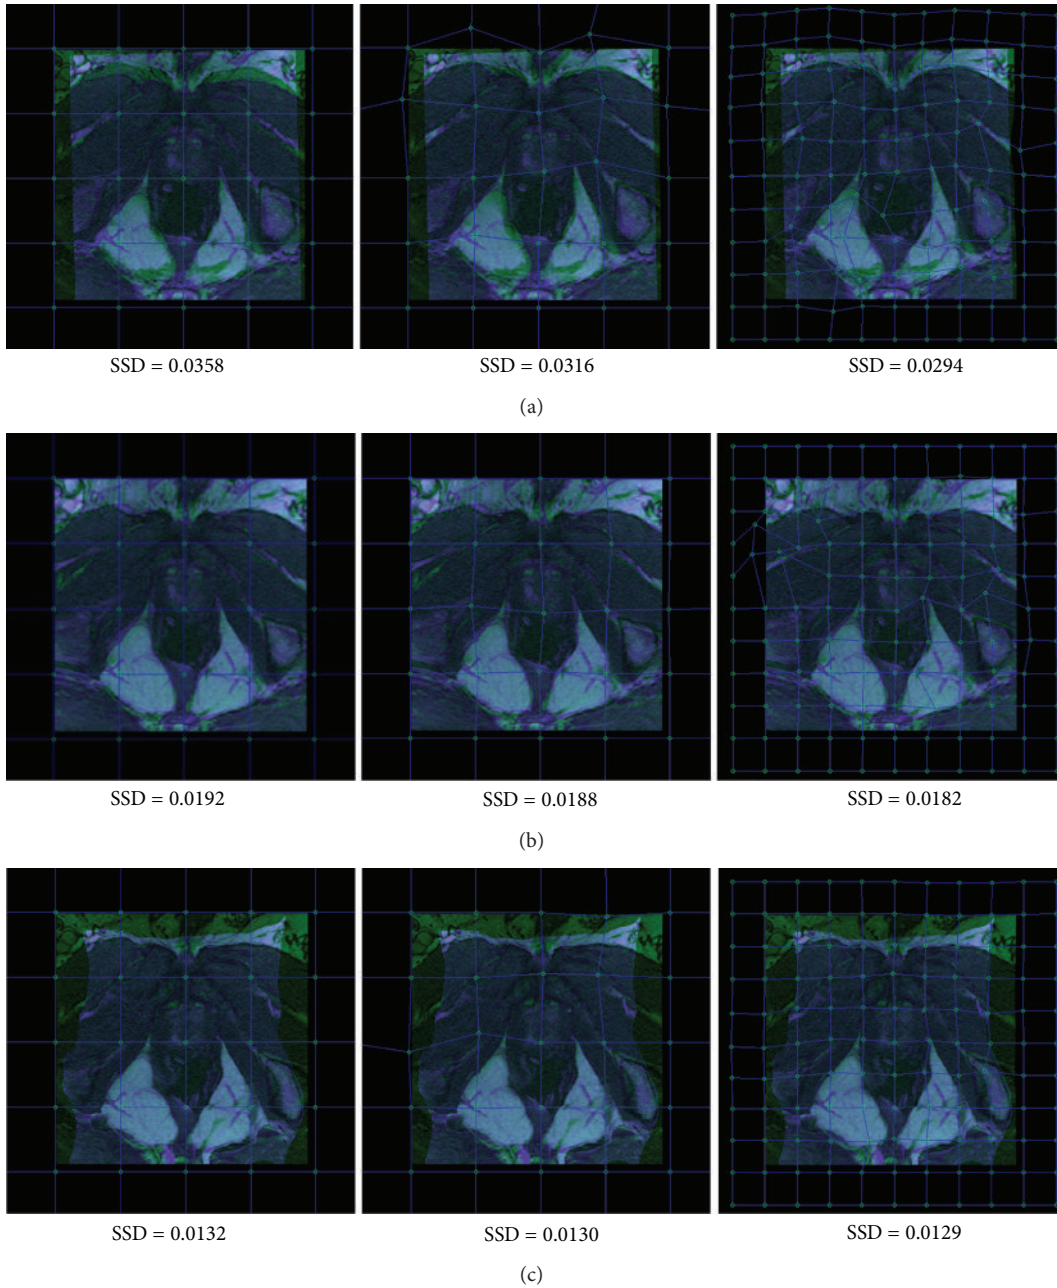 SSD = 0.0358 SSD = 0.0316 SSD = 0.0294
(a)
SSD = 0.0192 SSD = 0.0188 SSD = 0.0182
(b)
SSD = 0.0132 SSD = 0.0130 SSD = 0.0129
(c)